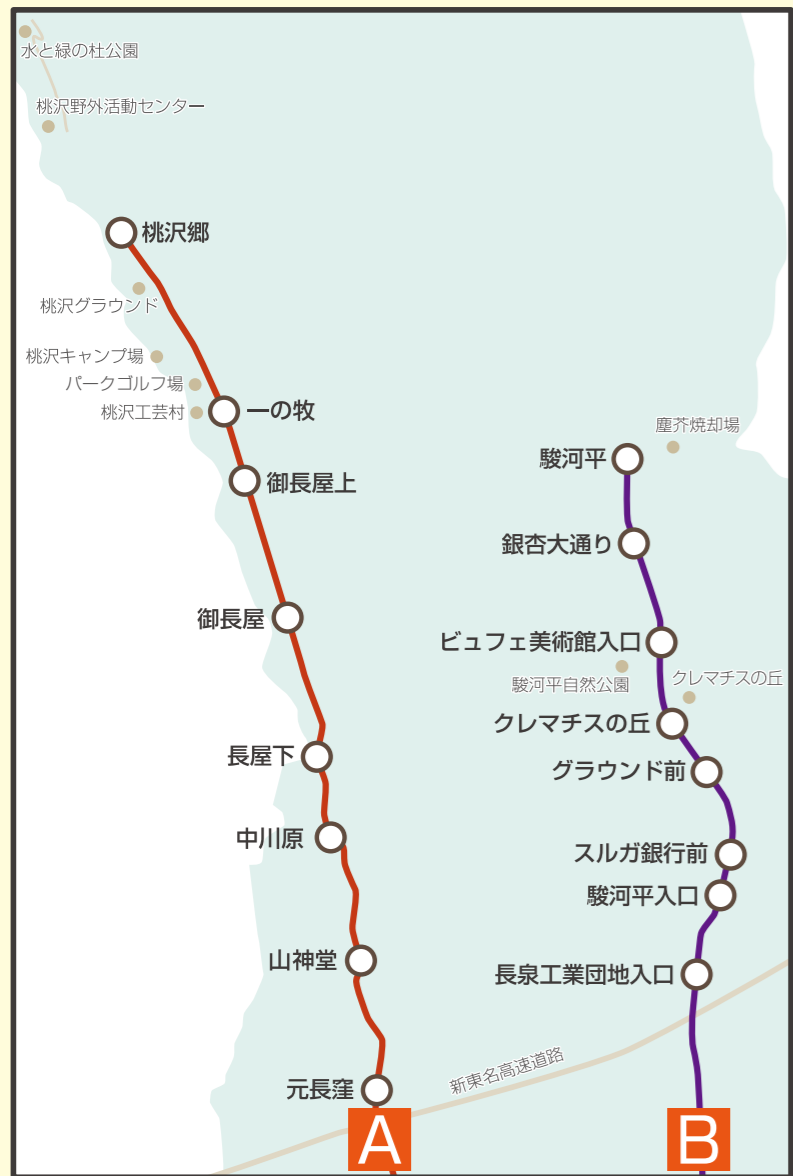 水と緑の杜公園
桃沢野外活動センター
桃沢郷
桃沢グラウンド
桃沢キャンプ場
パークゴルフ場
桃沢工芸村
一の牧
塵芥焼却場
駿河平
御長屋上
銀杏大通り
御長屋
ビュフェ美術館入口
駿河平自然公園
クレマチスの丘
クレマチスの丘
長屋下
グラウンド前
中川原
スルガ銀行前
駿河平入口
山神堂
長泉工業団地入口
新東名高速道路
元長窪
A
B